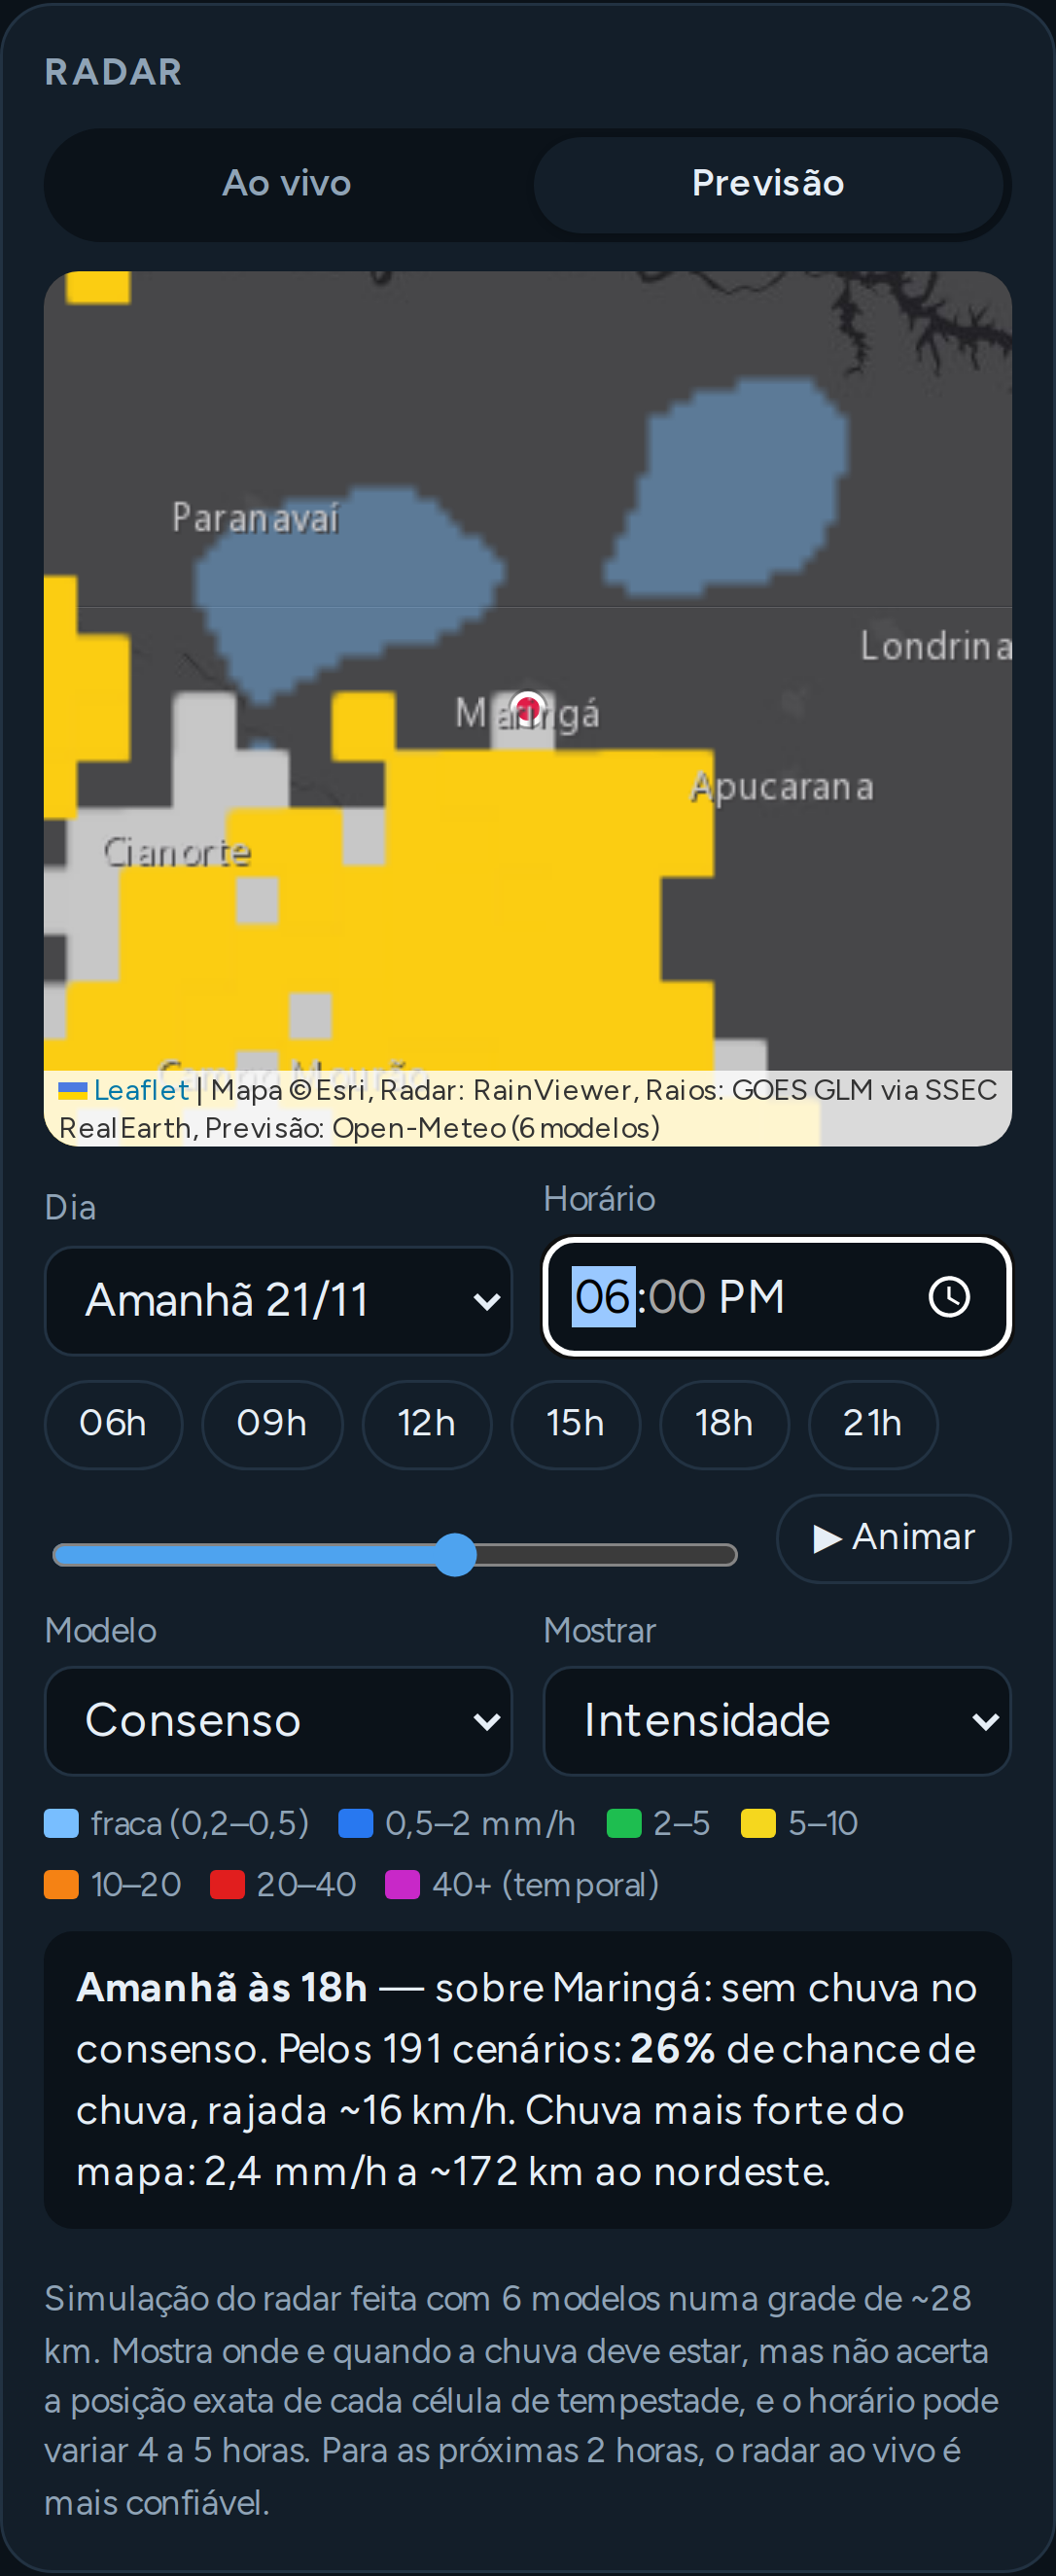 RADAR
Ao vivo
Previsão
Paranavaí
Londrina
Maringá
Apucarana
Cianorte
Campo Mourão
Leaflet | Mapa © Esri, Radar: RainViewer, Raios: GOES GLM via SSEC
RealEarth, Previsão: Open-Meteo (6 modelos)
Dia
Horário
Amanhã 21/11
06:00 PM
06h
09h
12h
15h
18h
21h
▶ Animar
Modelo
Mostrar
Consenso
Intensidade
fraca (0,2–0,5)
0,5–2 mm/h
2–5
5–10
10–20
20–40
40+ (temporal)
Amanhã às 18h — sobre Maringá: sem chuva no
consenso. Pelos 191 cenários: 26% de chance de
chuva, rajada ~16 km/h. Chuva mais forte do
mapa: 2,4 mm/h a ~172 km ao nordeste.
Simulação do radar feita com 6 modelos numa grade de ~28
km. Mostra onde e quando a chuva deve estar, mas não acerta
a posição exata de cada célula de tempestade, e o horário pode
variar 4 a 5 horas. Para as próximas 2 horas, o radar ao vivo é
mais confiável.